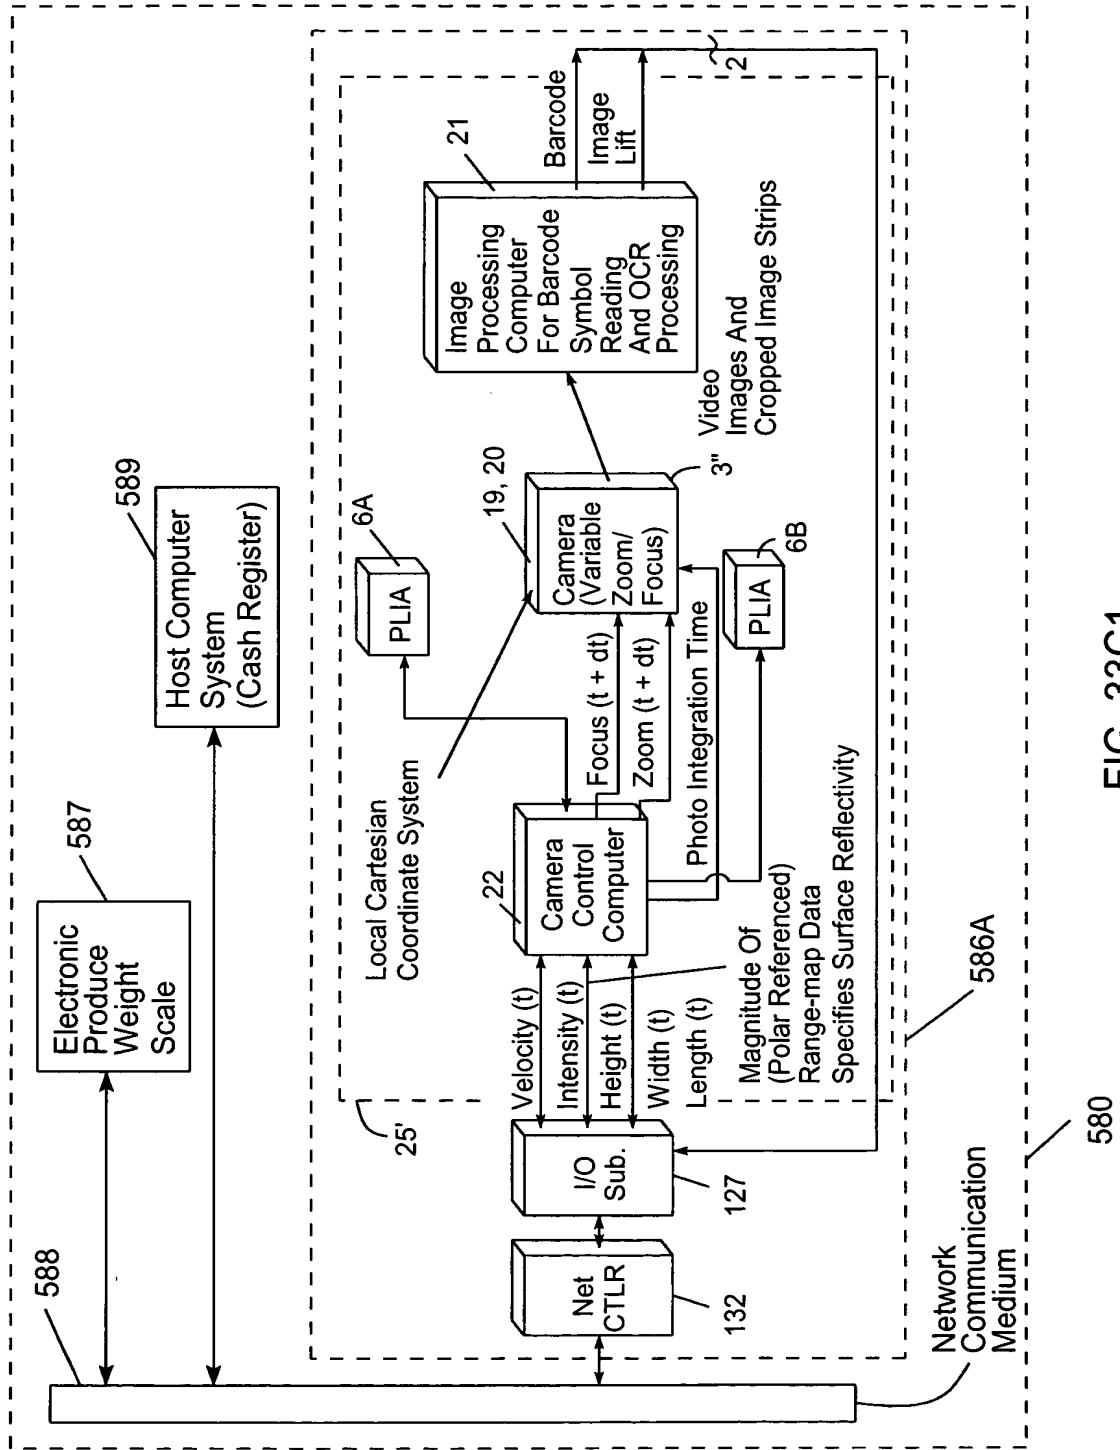 588
587
Electronic
Produce
Weight
Scale
589
Host Computer
System
(Cash Register)
25'
Local Cartesian
Coordinate System
6A
PLIA
19, 20
Camera
(Variable
Zoom/
Focus)
3"
21
Image
Processing
Computer
For Barcode
Symbol
Reading
And OCR
Processing
Barcode
Image
Lift
2
Video
Images And
Cropped Image Strips
Net
CTLR
132
I/O
Sub.
127
Velocity (t)
Intensity (t)
Height (t)
Width (t)
Length (t)
22
Camera
Control
Computer
Focus (t + dt)
Zoom (t + dt)
Photo Integration Time
6B
PLIA
Magnitude Of
(Polar Referenced)
Range-map Data
Specifies Surface Reflectivity
Network
Communication
Medium
586A
580